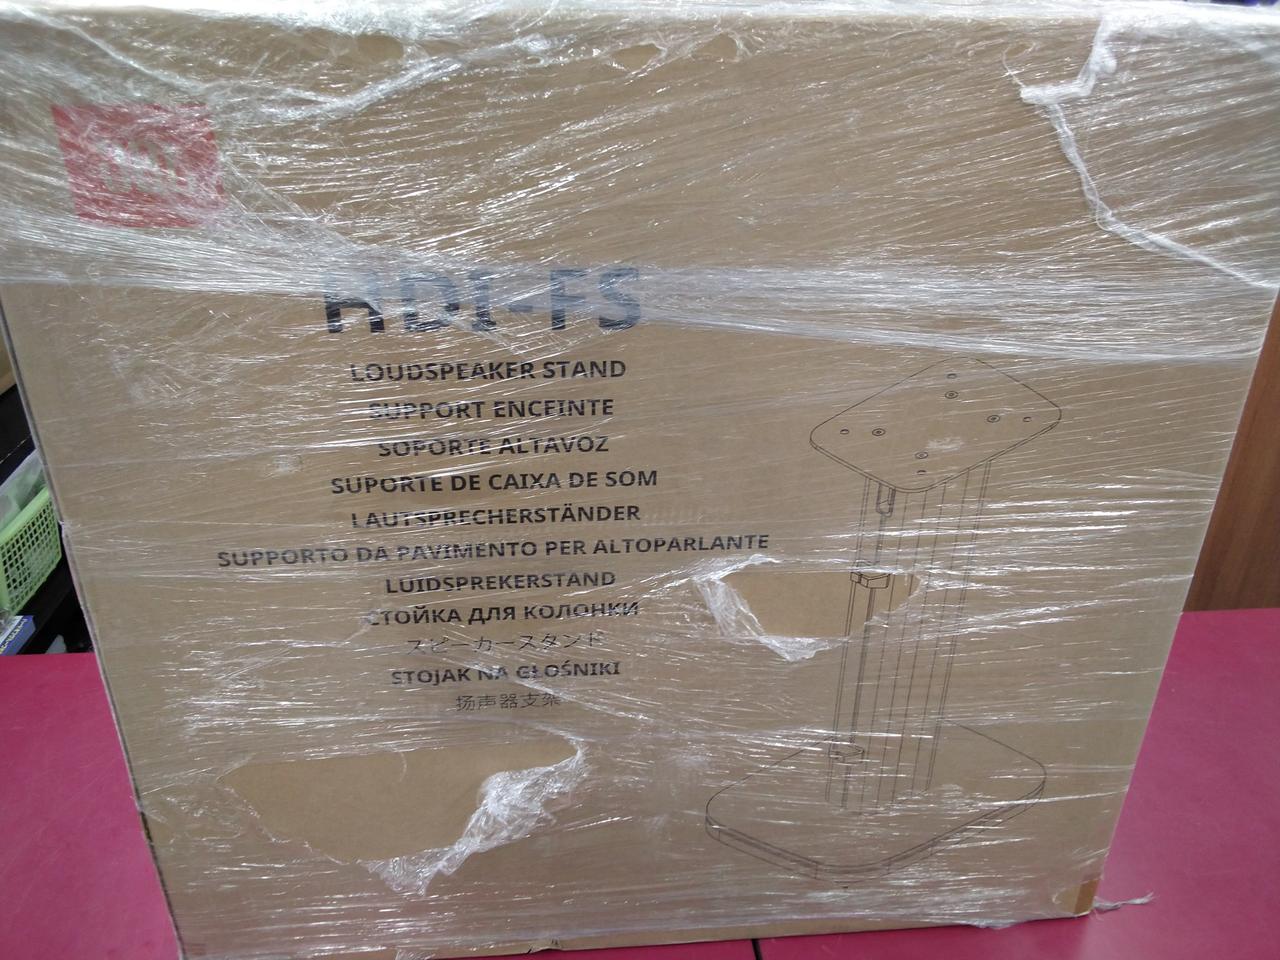 HDI-FS
LOUDSPEAKER STAND
SUPPORT ENCEINTE
SOPORTE ALTAVOZ
SUPORTE DE CAIXA DE SOM
LAUTSPRECHERSTÄNDER
SUPPORTO DA PAVIMENTO PER ALTOPARLANTE
LUIDSPREKERSTAND
СТОЙКА ДЛЯ КОЛОНКИ
スピーカースタンド
STOJAK NA GŁOŚNIKI
扬声器支架